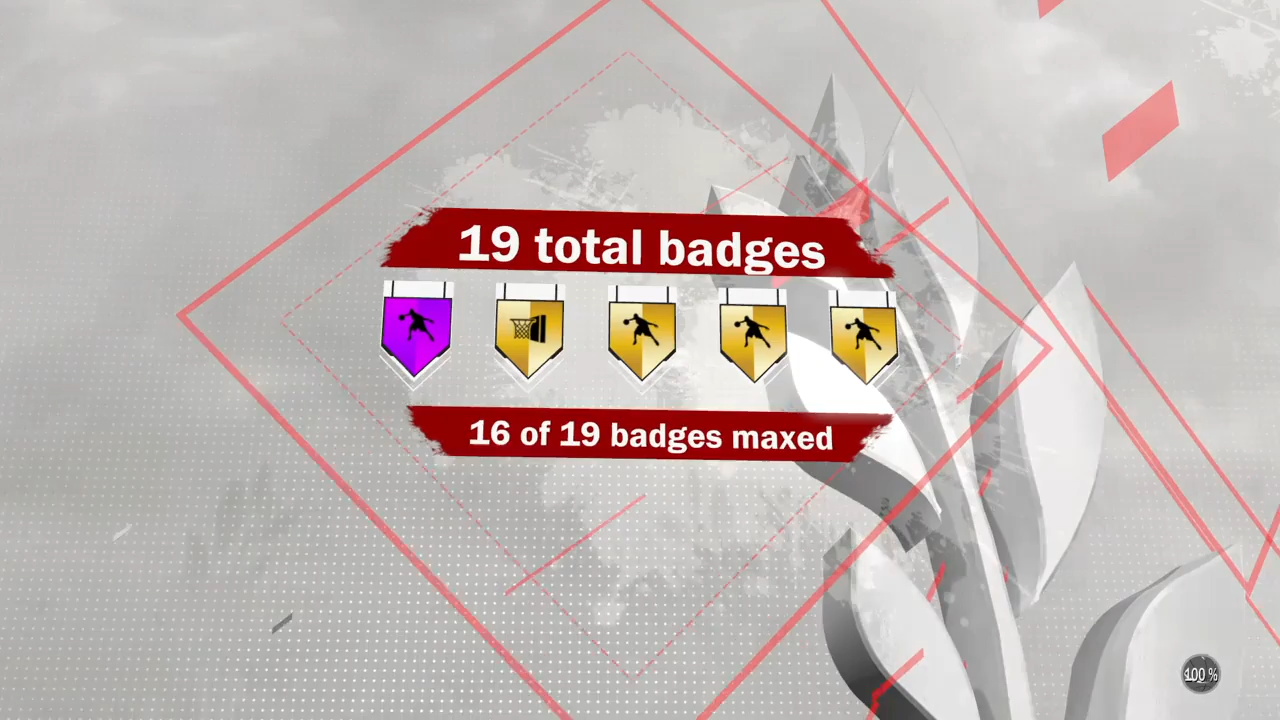 19 total badges
16 of 19 badges maxed
100 %